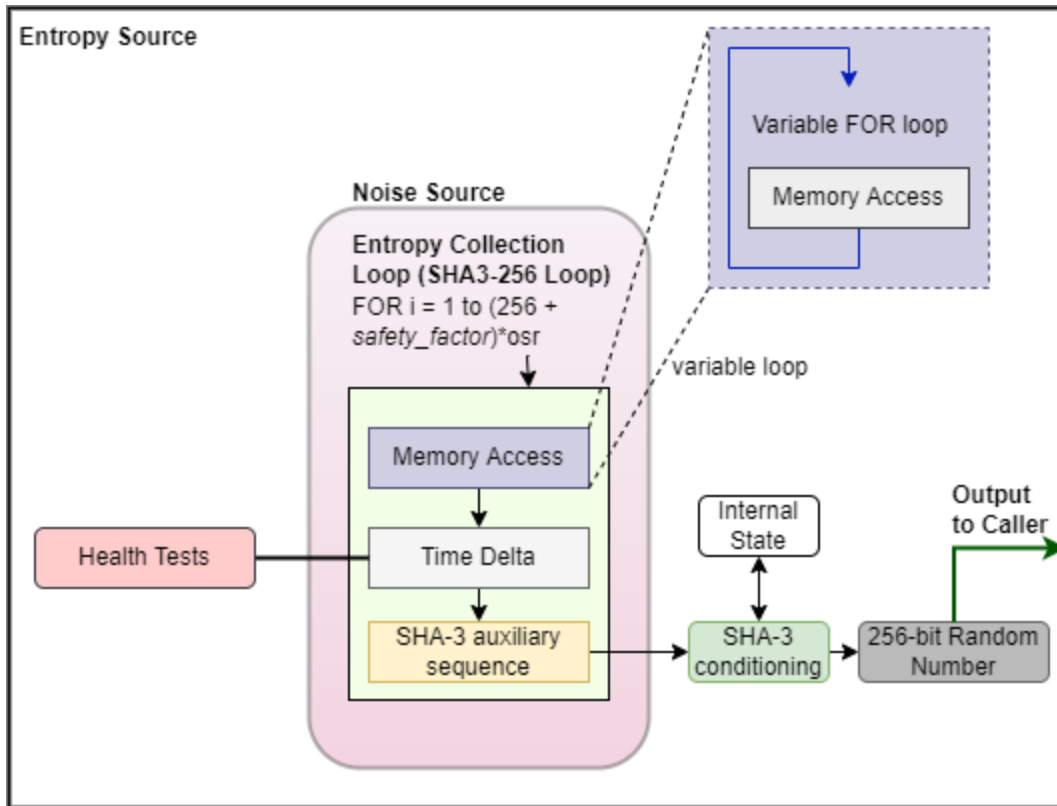 Entropy Source
Variable FOR loop
Memory Access
Noise Source
Entropy Collection
Loop (SHA3-256 Loop)
FOR i = 1 to (256 +
safety_factor)*osr
variable loop
Memory Access
Health Tests
Time Delta
SHA-3 auxiliary
sequence
Internal
State
SHA-3
conditioning
Output
to Caller
256-bit Random
Number